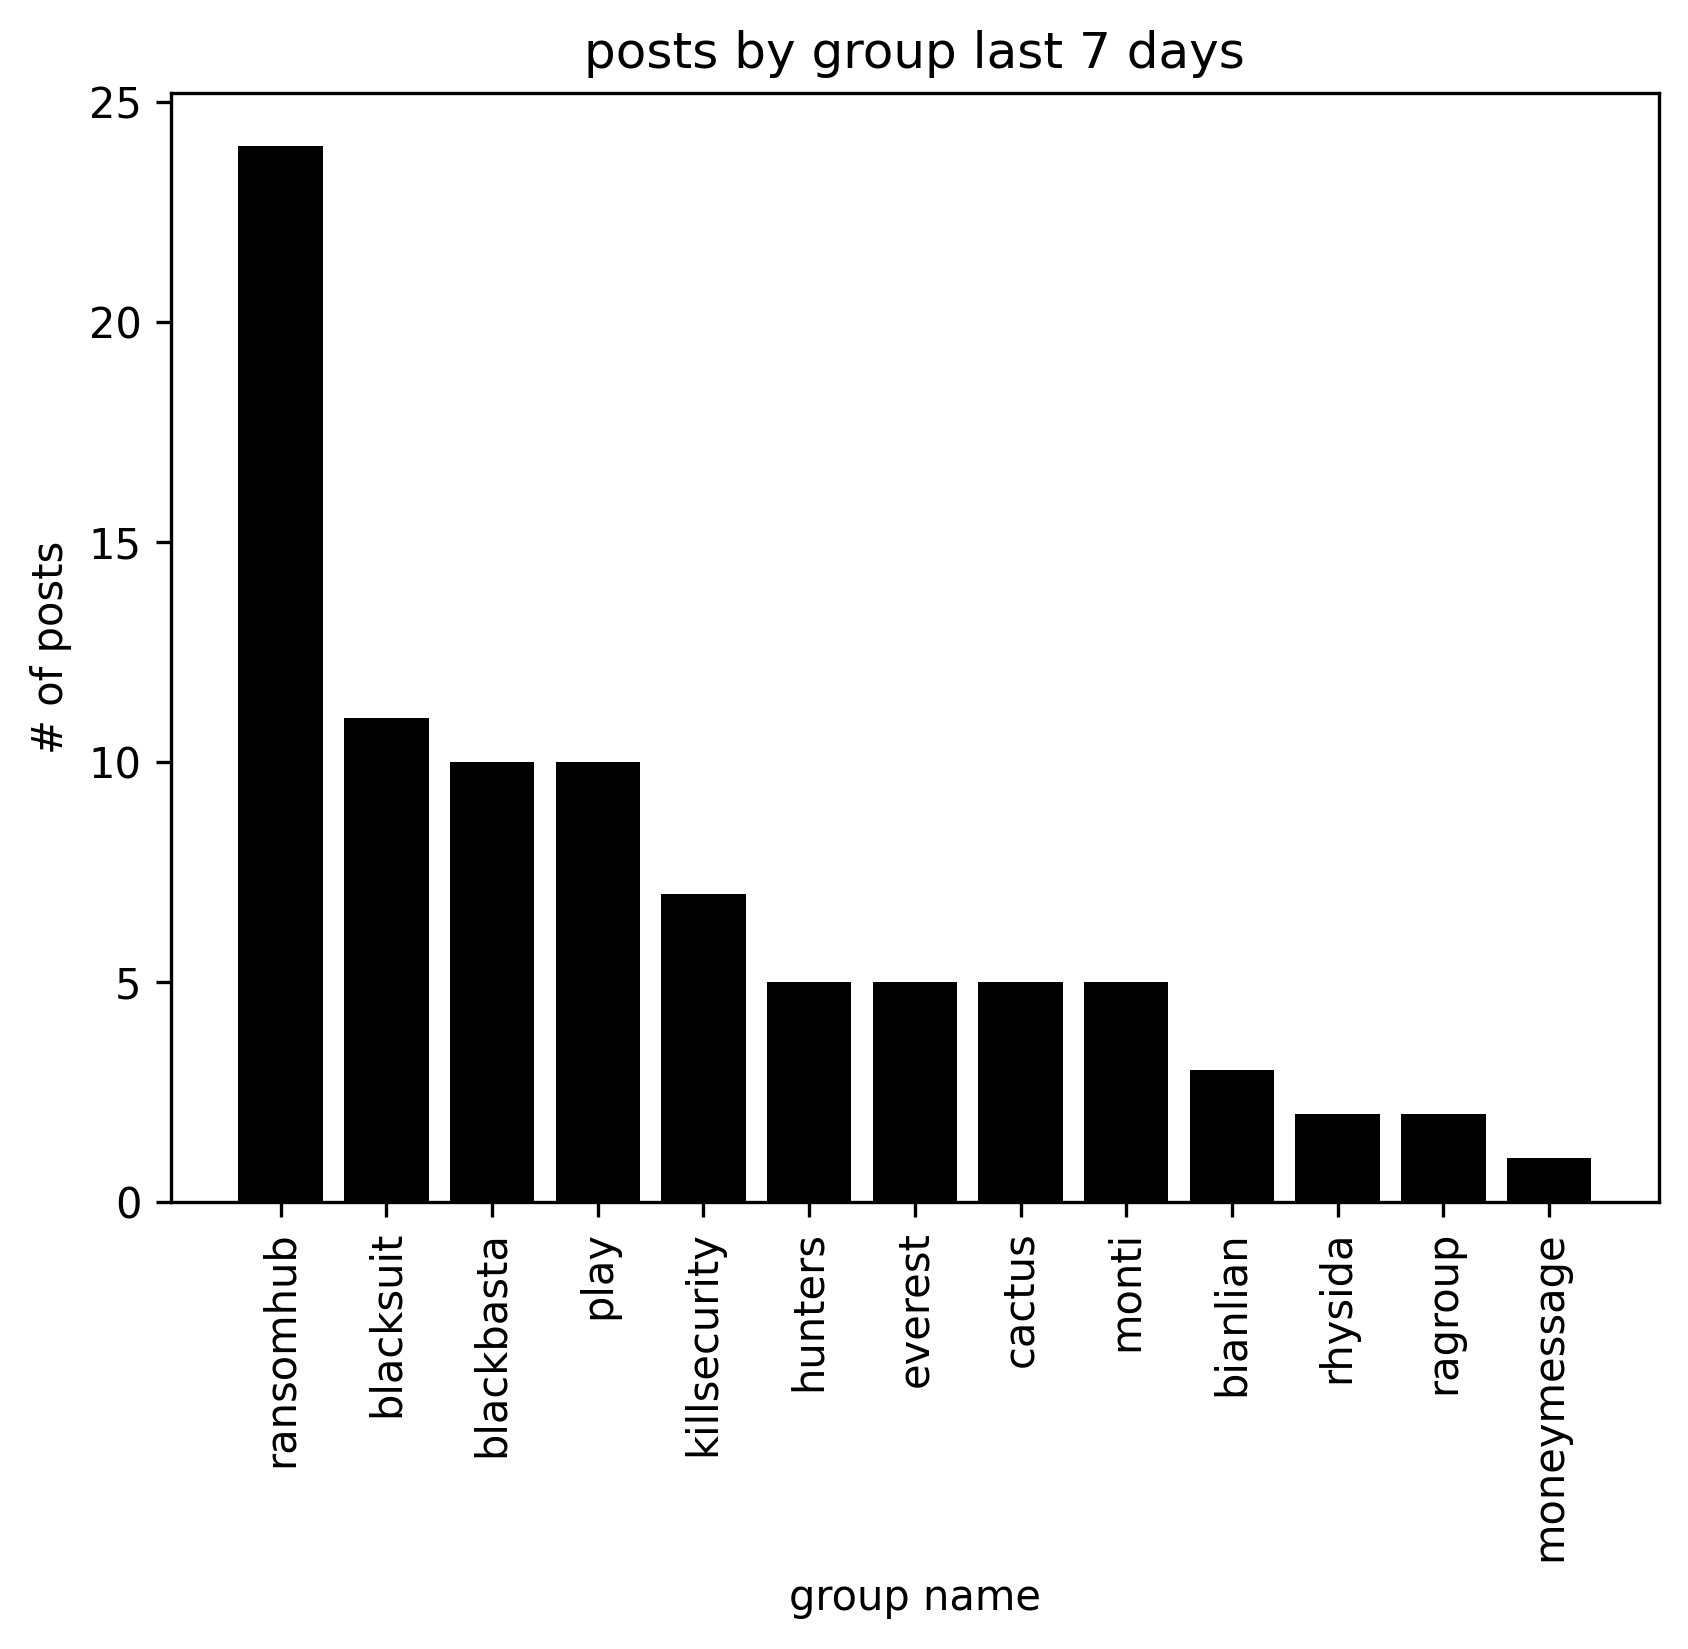 posts by group last 7 days
# of posts
25
20
15
10
5
0
ransomhub
blacksuit
blackbasta
play
killsecurity
hunters
everest
cactus
monti
bianlian
rhysida
ragroup
moneymessage
group name